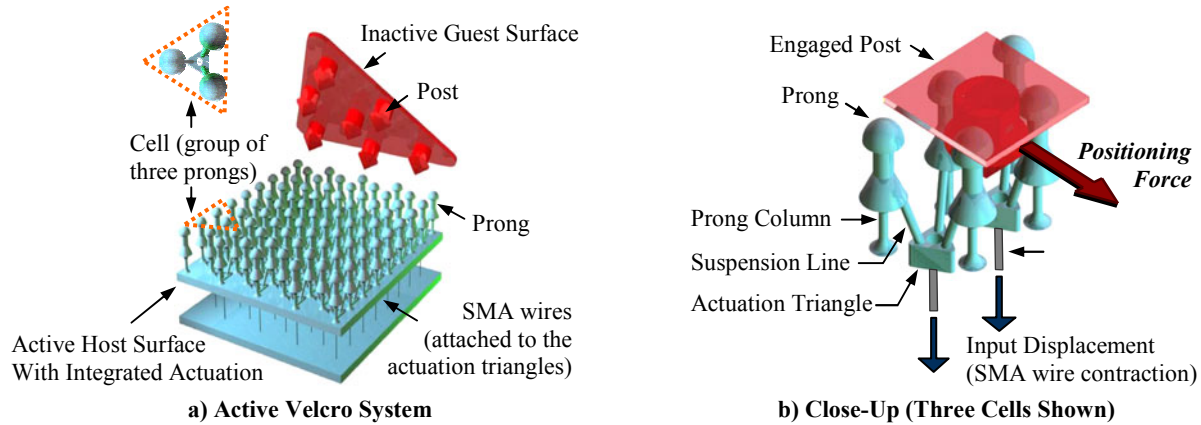 Inactive Guest Surface
Post
Cell (group of
three prongs)
Prong
SMA wires
(attached to the
actuation triangles)
Active Host Surface
With Integrated Actuation
a) Active Velcro System
Engaged Post
Prong
Positioning
Force
Prong Column
Suspension Line
Actuation Triangle
Input Displacement
(SMA wire contraction)
b) Close-Up (Three Cells Shown)